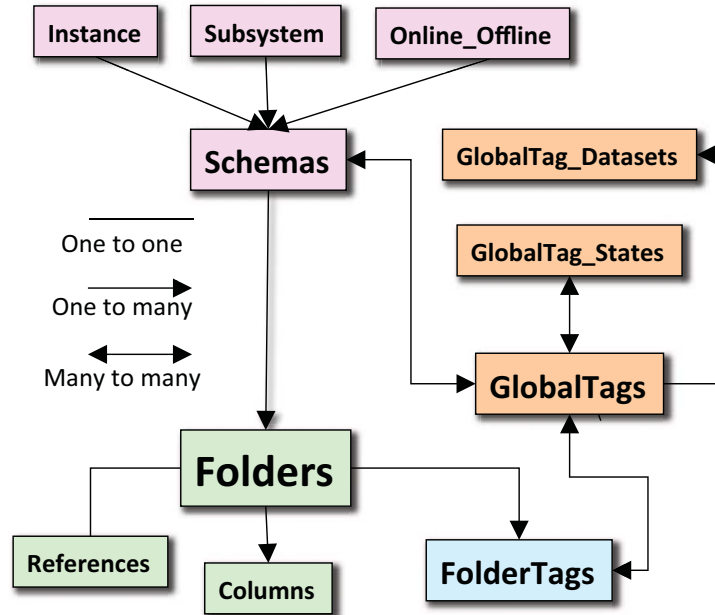 Instance
Subsystem
Online_Offline
Schemas
GlobalTag_Datasets
One to one
GlobalTag_States
One to many
Many to many
GlobalTags
Folders
References
Columns
FolderTags